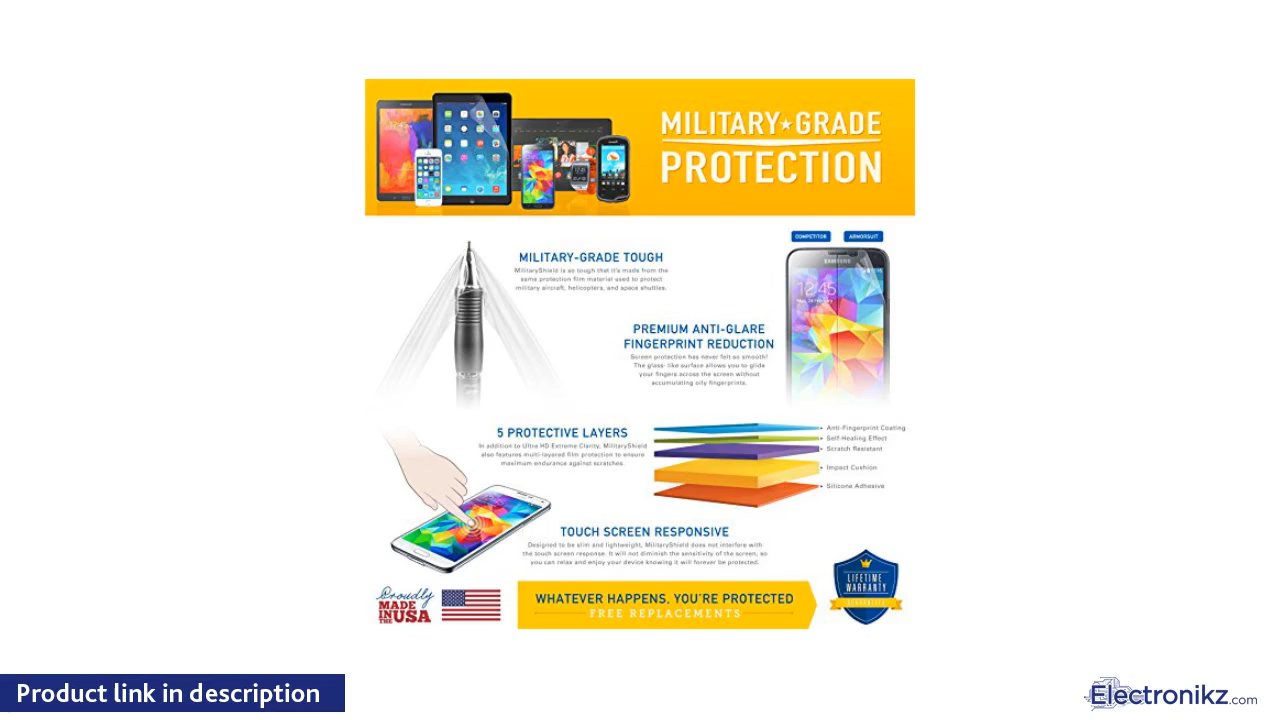 MILITARY★GRADE
PROTECTION
COMPETITOR
ARMORSUIT
SAMSUNG
12:45
MILITARY-GRADE TOUGH
MilitaryShield is so tough that it's made from the
same protection film material used to protect
military aircraft, helicopters, and space shuttles.
PREMIUM ANTI-GLARE
FINGERPRINT REDUCTION
Screen protection has never felt so smooth!
The glass-like surface allows you to glide
your fingers across the screen without
accumulating oily fingerprints.
5 PROTECTIVE LAYERS
In addition to Ultra HD Extreme Clarity, MilitaryShield
also features multi-layered film protection to ensure
maximum endurance against scratches.
Anti-Fingerprint Coating
Self-Healing Effect
Scratch Resistant
Impact Cushion
Silicone Adhesive
TOUCH SCREEN RESPONSIVE
Designed to be slim and lightweight, MilitaryShield does not interfere with
the touch screen response. It will not diminish the sensitivity of the screen, so
you can relax and enjoy your device knowing it will forever be protected.
Proudly
MADE
IN THE USA
WHATEVER HAPPENS, YOU'RE PROTECTED
FREE REPLACEMENTS
LIFETIME
WARRANTY
Product link in description
Electronikz.com